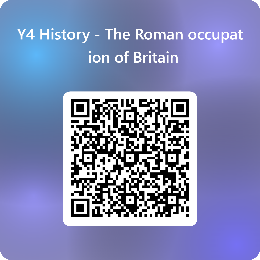 Y4 History - The Roman occupat
ion of Britain